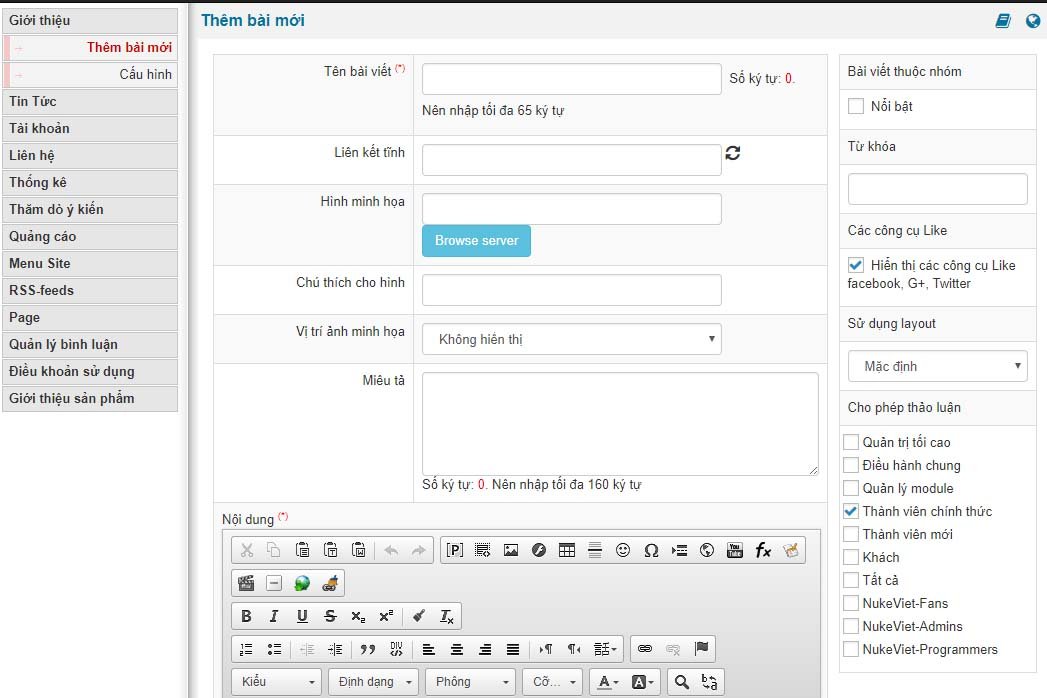 Giới thiệu
Thêm bài mới
Cấu hình
Tin Tức
Tài khoản
Liên hệ
Thống kê
Thăm dò ý kiến
Quảng cáo
Menu Site
RSS-feeds
Page
Quản lý bình luận
Điều khoản sử dụng
Giới thiệu sản phẩm
Thêm bài mới
Tên bài viết (*)
Số ký tự: 0.
Nên nhập tối đa 65 ký tự
Liên kết tĩnh
Hình minh họa
Browse server
Chú thích cho hình
Vị trí ảnh minh họa
Không hiển thị
Miêu tả
Số ký tự: 0. Nên nhập tối đa 160 ký tự
Nội dung (*)
Kiểu
Định dạng
Phông
Cỡ...
Bài viết thuộc nhóm
Nổi bật
Từ khóa
Các công cụ Like
Hiển thị các công cụ Like
facebook, G+, Twitter
Sử dụng layout
Mặc định
Cho phép thảo luận
Quản trị tối cao
Điều hành chung
Quản lý module
Thành viên chính thức
Thành viên mới
Khách
Tất cả
NukeViet-Fans
NukeViet-Admins
NukeViet-Programmers